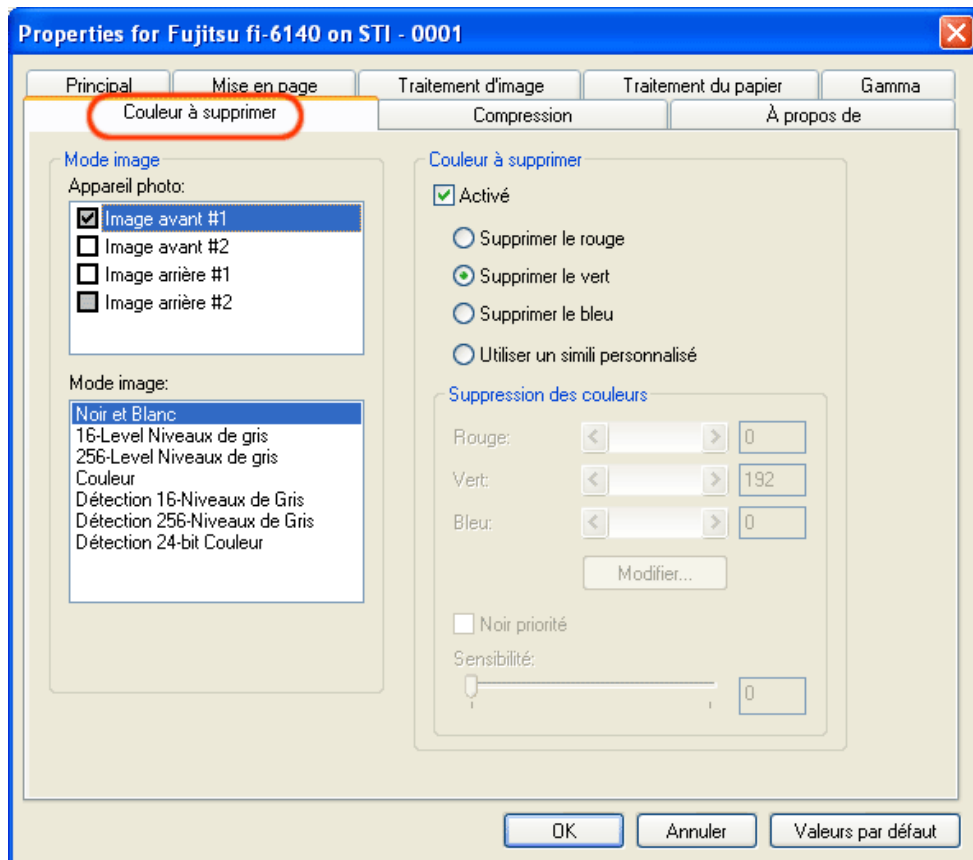 Properties for Fujitsu fi-6140 on STI - 0001
Principal
Mise en page
Traitement d'image
Traitement du papier
Gamma
Couleur à supprimer
Compression
À propos de
Mode image
Appareil photo:
Image avant #1
Image avant #2
Image arrière #1
Image arrière #2
Mode image:
Noir et Blanc
16-Level Niveaux de gris
256-Level Niveaux de gris
Couleur
Détection 16-Niveaux de Gris
Détection 256-Niveaux de Gris
Détection 24-bit Couleur
Couleur à supprimer
Activé
Supprimer le rouge
Supprimer le vert
Supprimer le bleu
Utiliser un simili personnalisé
Suppression des couleurs
Rouge: 0
Vert: 192
Bleu: 0
Modifier...
Noir priorité
Sensibilité:
0
OK
Annuler
Valeurs par défaut